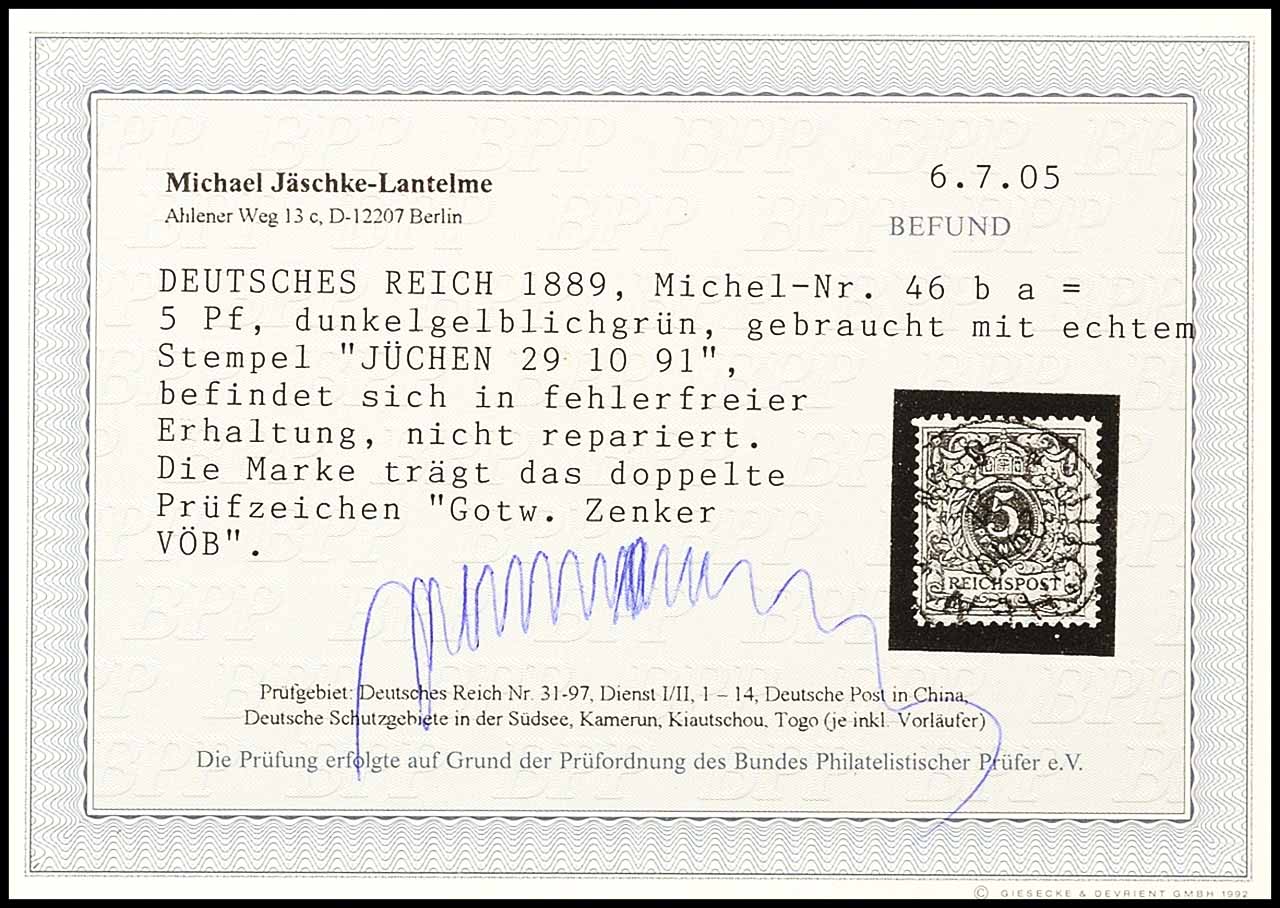 Michael Jäschke-Lantelme
Ahlener Weg 13 c, D-12207 Berlin
6.7.05
BEFUND
DEUTSCHES REICH 1889, Michel-Nr. 46 b a =
5 Pf, dunkelgelblichgrün, gebraucht mit echtem
Stempel "JÜCHEN 29 10 91",
befindet sich in fehlerfreier
Erhaltung, nicht repariert.
Die Marke trägt das doppelte
Prüfzeichen "Gotw. Zenker
VÖB".
5
REICHSPOST
Prüfgebiet: Deutsches Reich Nr. 31-97, Dienst I/II, 1 – 14, Deutsche Post in China,
Deutsche Schutzgebiete in der Südsee, Kamerun, Kiautschou, Togo (je inkl. Vorläufer)
Die Prüfung erfolgte auf Grund der Prüfordnung des Bundes Philatelistischer Prüfer e.V.
© GIESECKE & DEVRIENT GMBH 1992